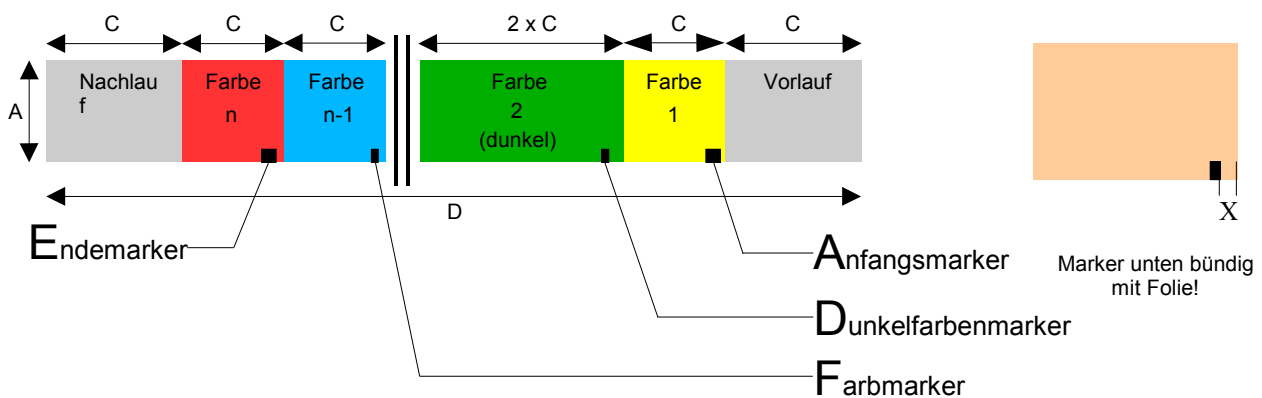 C C C 2 x C C C
Nachlau
f
Farbe
n
Farbe
n-1
Farbe
2
(dunkel)
Farbe
1
Vorlauf
A
D
X
Endemarker
Anfangsmarker
Dunkelfarbenmarker
Farbmarker
Marker unten bündig
mit Folie!